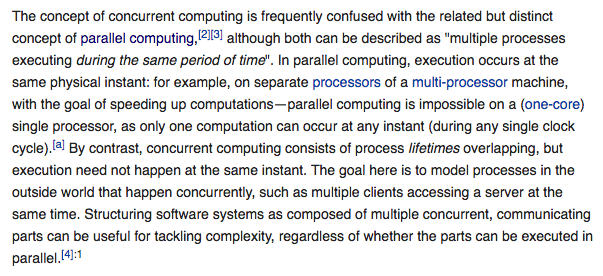 The concept of concurrent computing is frequently confused with the related but distinct
concept of parallel computing,[2][3] although both can be described as "multiple processes
executing during the same period of time". In parallel computing, execution occurs at the
same physical instant: for example, on separate processors of a multi-processor machine,
with the goal of speeding up computations—parallel computing is impossible on a (one-core)
single processor, as only one computation can occur at any instant (during any single clock
cycle).[a] By contrast, concurrent computing consists of process lifetimes overlapping, but
execution need not happen at the same instant. The goal here is to model processes in the
outside world that happen concurrently, such as multiple clients accessing a server at the
same time. Structuring software systems as composed of multiple concurrent, communicating
parts can be useful for tackling complexity, regardless of whether the parts can be executed in
parallel.[4]:1